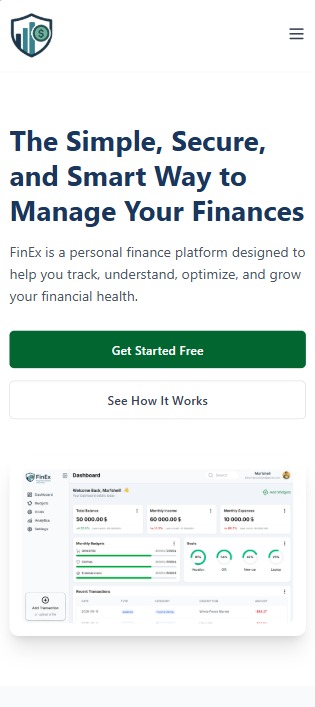 The Simple, Secure,
and Smart Way to
Manage Your Finances
FinEx is a personal finance platform designed to
help you track, understand, optimize, and grow
your financial health.
Get Started Free
See How It Works
FinEx
Dashboard
Search
Dashboard
Budgets
Goals
Analytics
Settings
Welcome Back,
Add Widgets
Total Balance
Monthly Income
Monthly Expenses
50 000.00 $
60 000.00 $
10 000.00 $
Monthly Budgets
Goals
Recent Transactions
Add Transaction